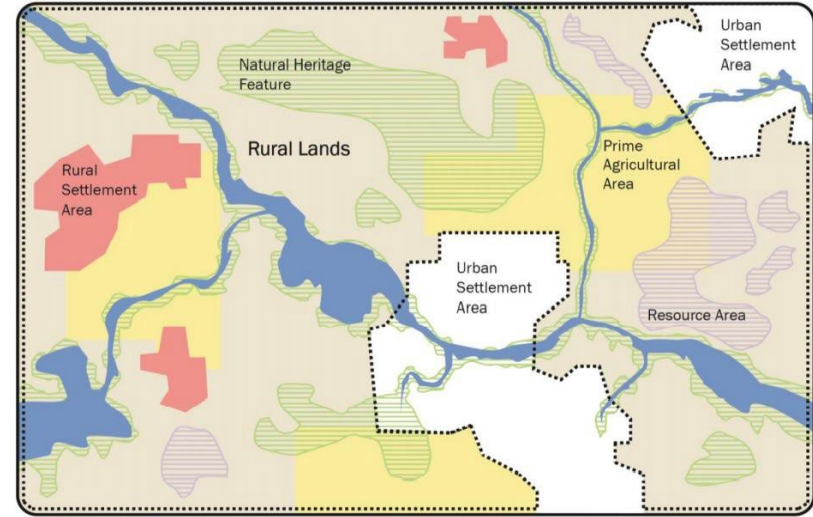 Urban
Settlement
Area
Natural Heritage
Feature
Rural Lands
Prime
Agricultural
Area
Rural
Settlement
Area
Urban
Settlement
Area
Resource Area